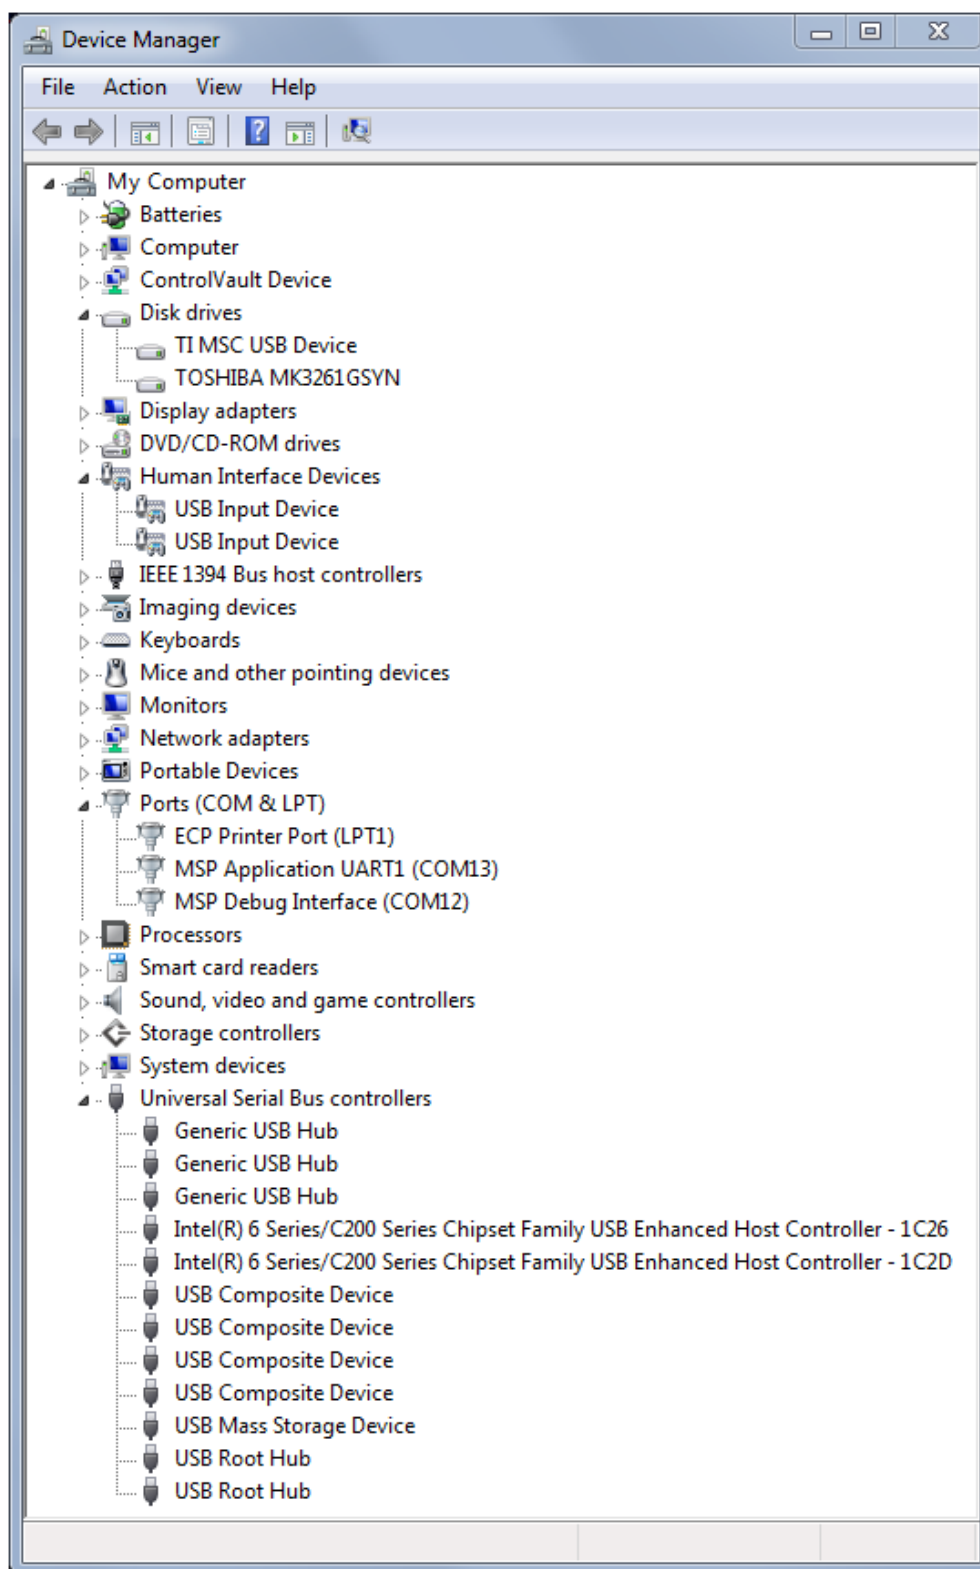 Device Manager
File Action View Help
My Computer
Batteries
Computer
ControlVault Device
Disk drives
TI MSC USB Device
TOSHIBA MK3261GSYN
Display adapters
DVD/CD-ROM drives
Human Interface Devices
USB Input Device
USB Input Device
IEEE 1394 Bus host controllers
Imaging devices
Keyboards
Mice and other pointing devices
Monitors
Network adapters
Portable Devices
Ports (COM & LPT)
ECP Printer Port (LPT1)
MSP Application UART1 (COM13)
MSP Debug Interface (COM12)
Processors
Smart card readers
Sound, video and game controllers
Storage controllers
System devices
Universal Serial Bus controllers
Generic USB Hub
Generic USB Hub
Generic USB Hub
Intel(R) 6 Series/C200 Series Chipset Family USB Enhanced Host Controller - 1C26
Intel(R) 6 Series/C200 Series Chipset Family USB Enhanced Host Controller - 1C2D
USB Composite Device
USB Composite Device
USB Composite Device
USB Composite Device
USB Mass Storage Device
USB Root Hub
USB Root Hub